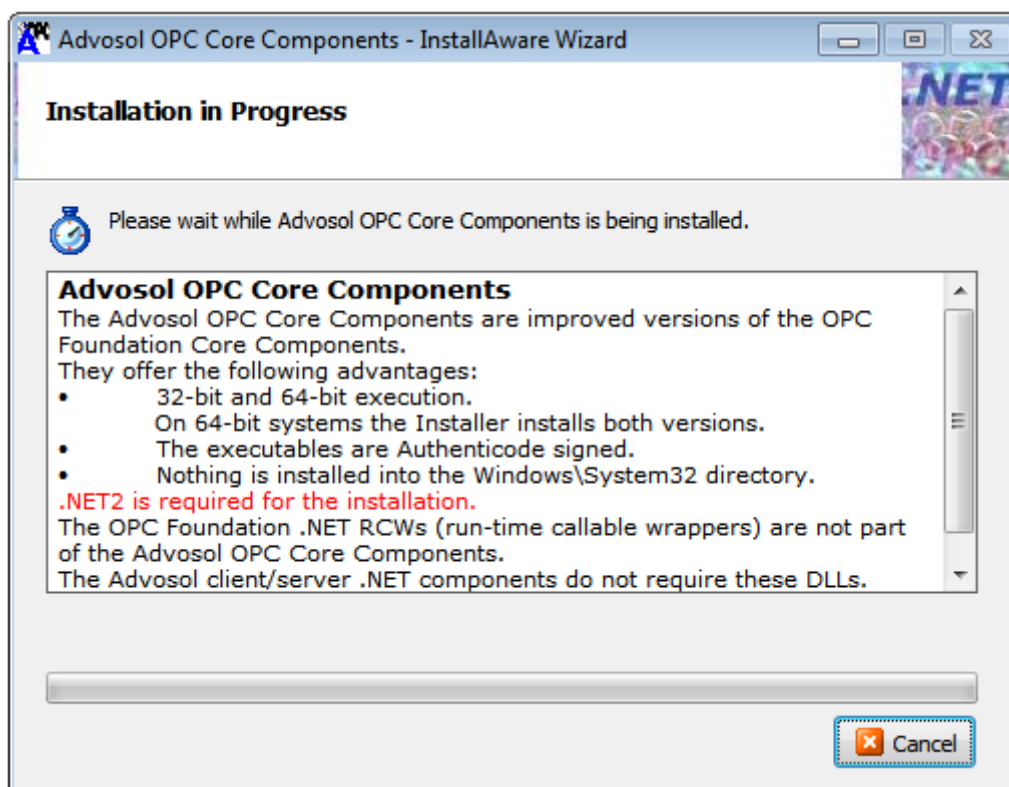 Advosol OPC Core Components - InstallAware Wizard
Installation in Progress
.NET
OPC
Please wait while Advosol OPC Core Components is being installed.
Advosol OPC Core Components
The Advosol OPC Core Components are improved versions of the OPC
Foundation Core Components.
They offer the following advantages:
• 32-bit and 64-bit execution.
On 64-bit systems the Installer installs both versions.
• The executables are Authenticode signed.
• Nothing is installed into the Windows\System32 directory.
.NET2 is required for the installation.
The OPC Foundation .NET RCWs (run-time callable wrappers) are not part
of the Advosol OPC Core Components.
The Advosol client/server .NET components do not require these DLLs.
Cancel